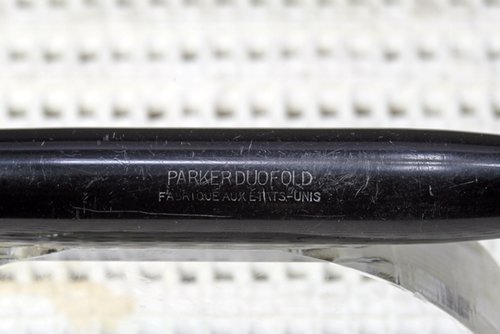 PARKER DUOFOLD
FABRIQUE AUX ETATS-UNIS